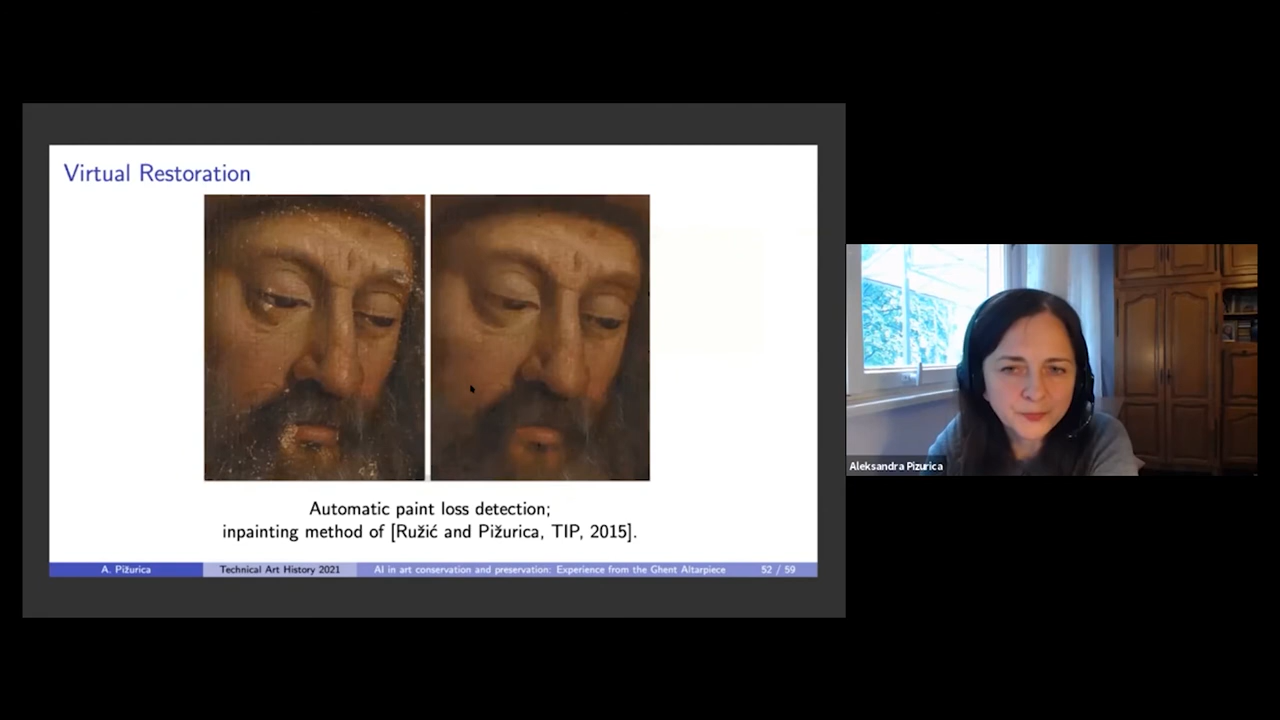 Virtual Restoration
Automatic paint loss detection;
inpainting method of [Ružić and Pižurica, TIP, 2015].
A. Pižurica
Technical Art History 2021
AI in art conservation and preservation: Experience from the Ghent Altarpiece
52 / 59
Aleksandra Pizurica